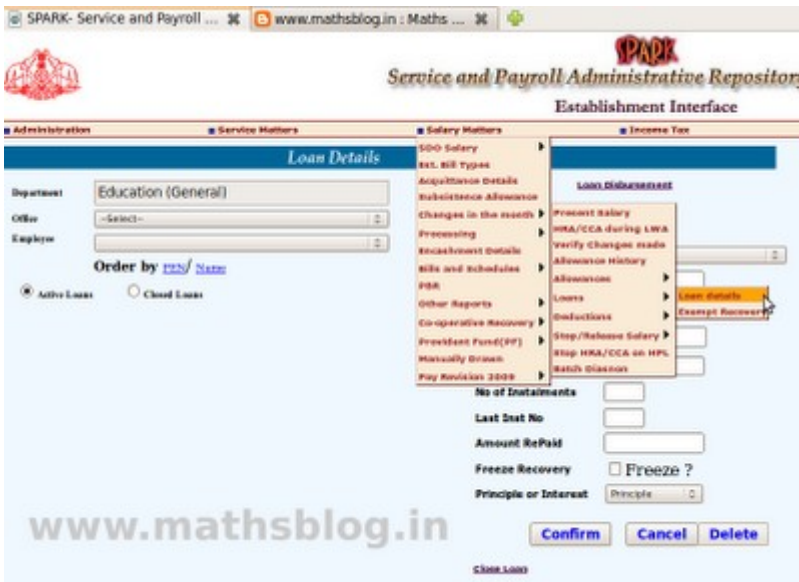 SPARK- Service and Payroll ...
www.mathsblog.in : Maths ...
SPARK
Service and Payroll Administrative Repository
Establishment Interface
Administration
Service Matters
Salary Matters
Income Tax
Loan Details
Department
Education (General)
Office
--Select--
Employee
Order by PEN/ Name
Active Loans
Closed Loans
SDO Salary
Ext. Bill Types
Acquittance Details
Subsistence Allowance
Changes in the month
Processing
Encashment Details
Bills and Schedules
PBR
Other Reports
Co-operative Recovery
Provident Fund(PF)
Manually Drawn
Pay Revision 2009
Loan Disbursement
Present Salary
HRA/CCA during LWA
Verify Changes made
Allowance History
Allowances
Loans
Deductions
Stop/Release Salary
Stop HRA/CCA on HPL
Batch Diesnon
Loan details
Exempt Recovery
No of Instalments
Last Inst No
Amount RePaid
Freeze Recovery
Freeze ?
Principle or Interest
Principle
Confirm
Cancel
Delete
Close Loan
www.mathsblog.in